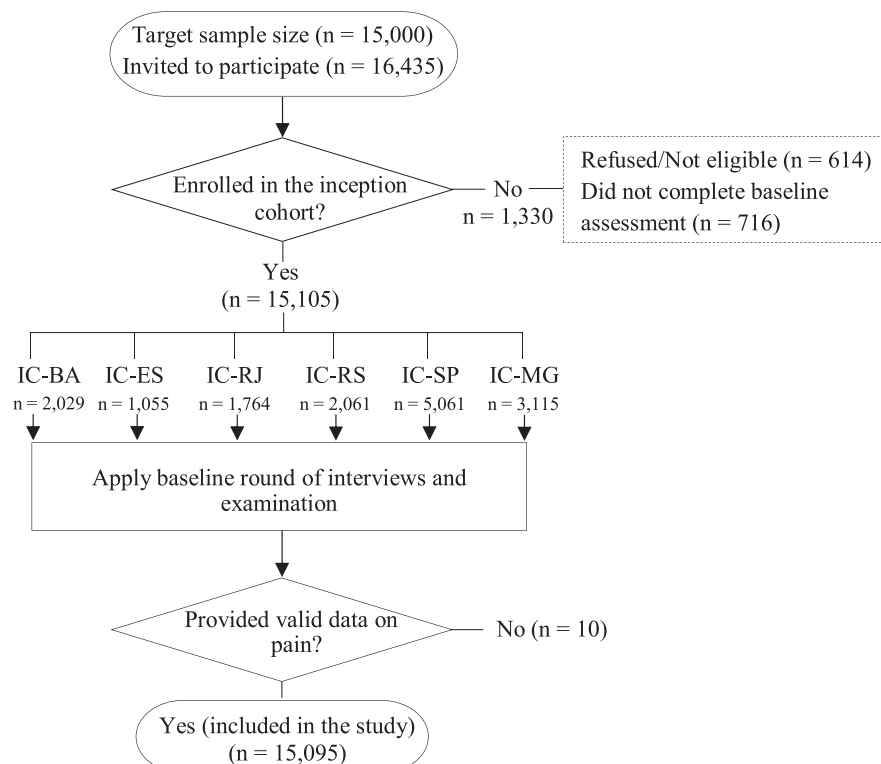 Target sample size (n = 15,000)
Invited to participate (n = 16,435)
Enrolled in the inception
cohort?
No
n = 1,330
Refused/Not eligible (n = 614)
Did not complete baseline
assessment (n = 716)
Yes
(n = 15,105)
IC-BA IC-ES IC-RJ IC-RS IC-SP IC-MG
n = 2,029 n = 1,055 n = 1,764 n = 2,061 n = 5,061 n = 3,115
Apply baseline round of interviews and
examination
Provided valid data on
pain?
No (n = 10)
Yes (included in the study)
(n = 15,095)